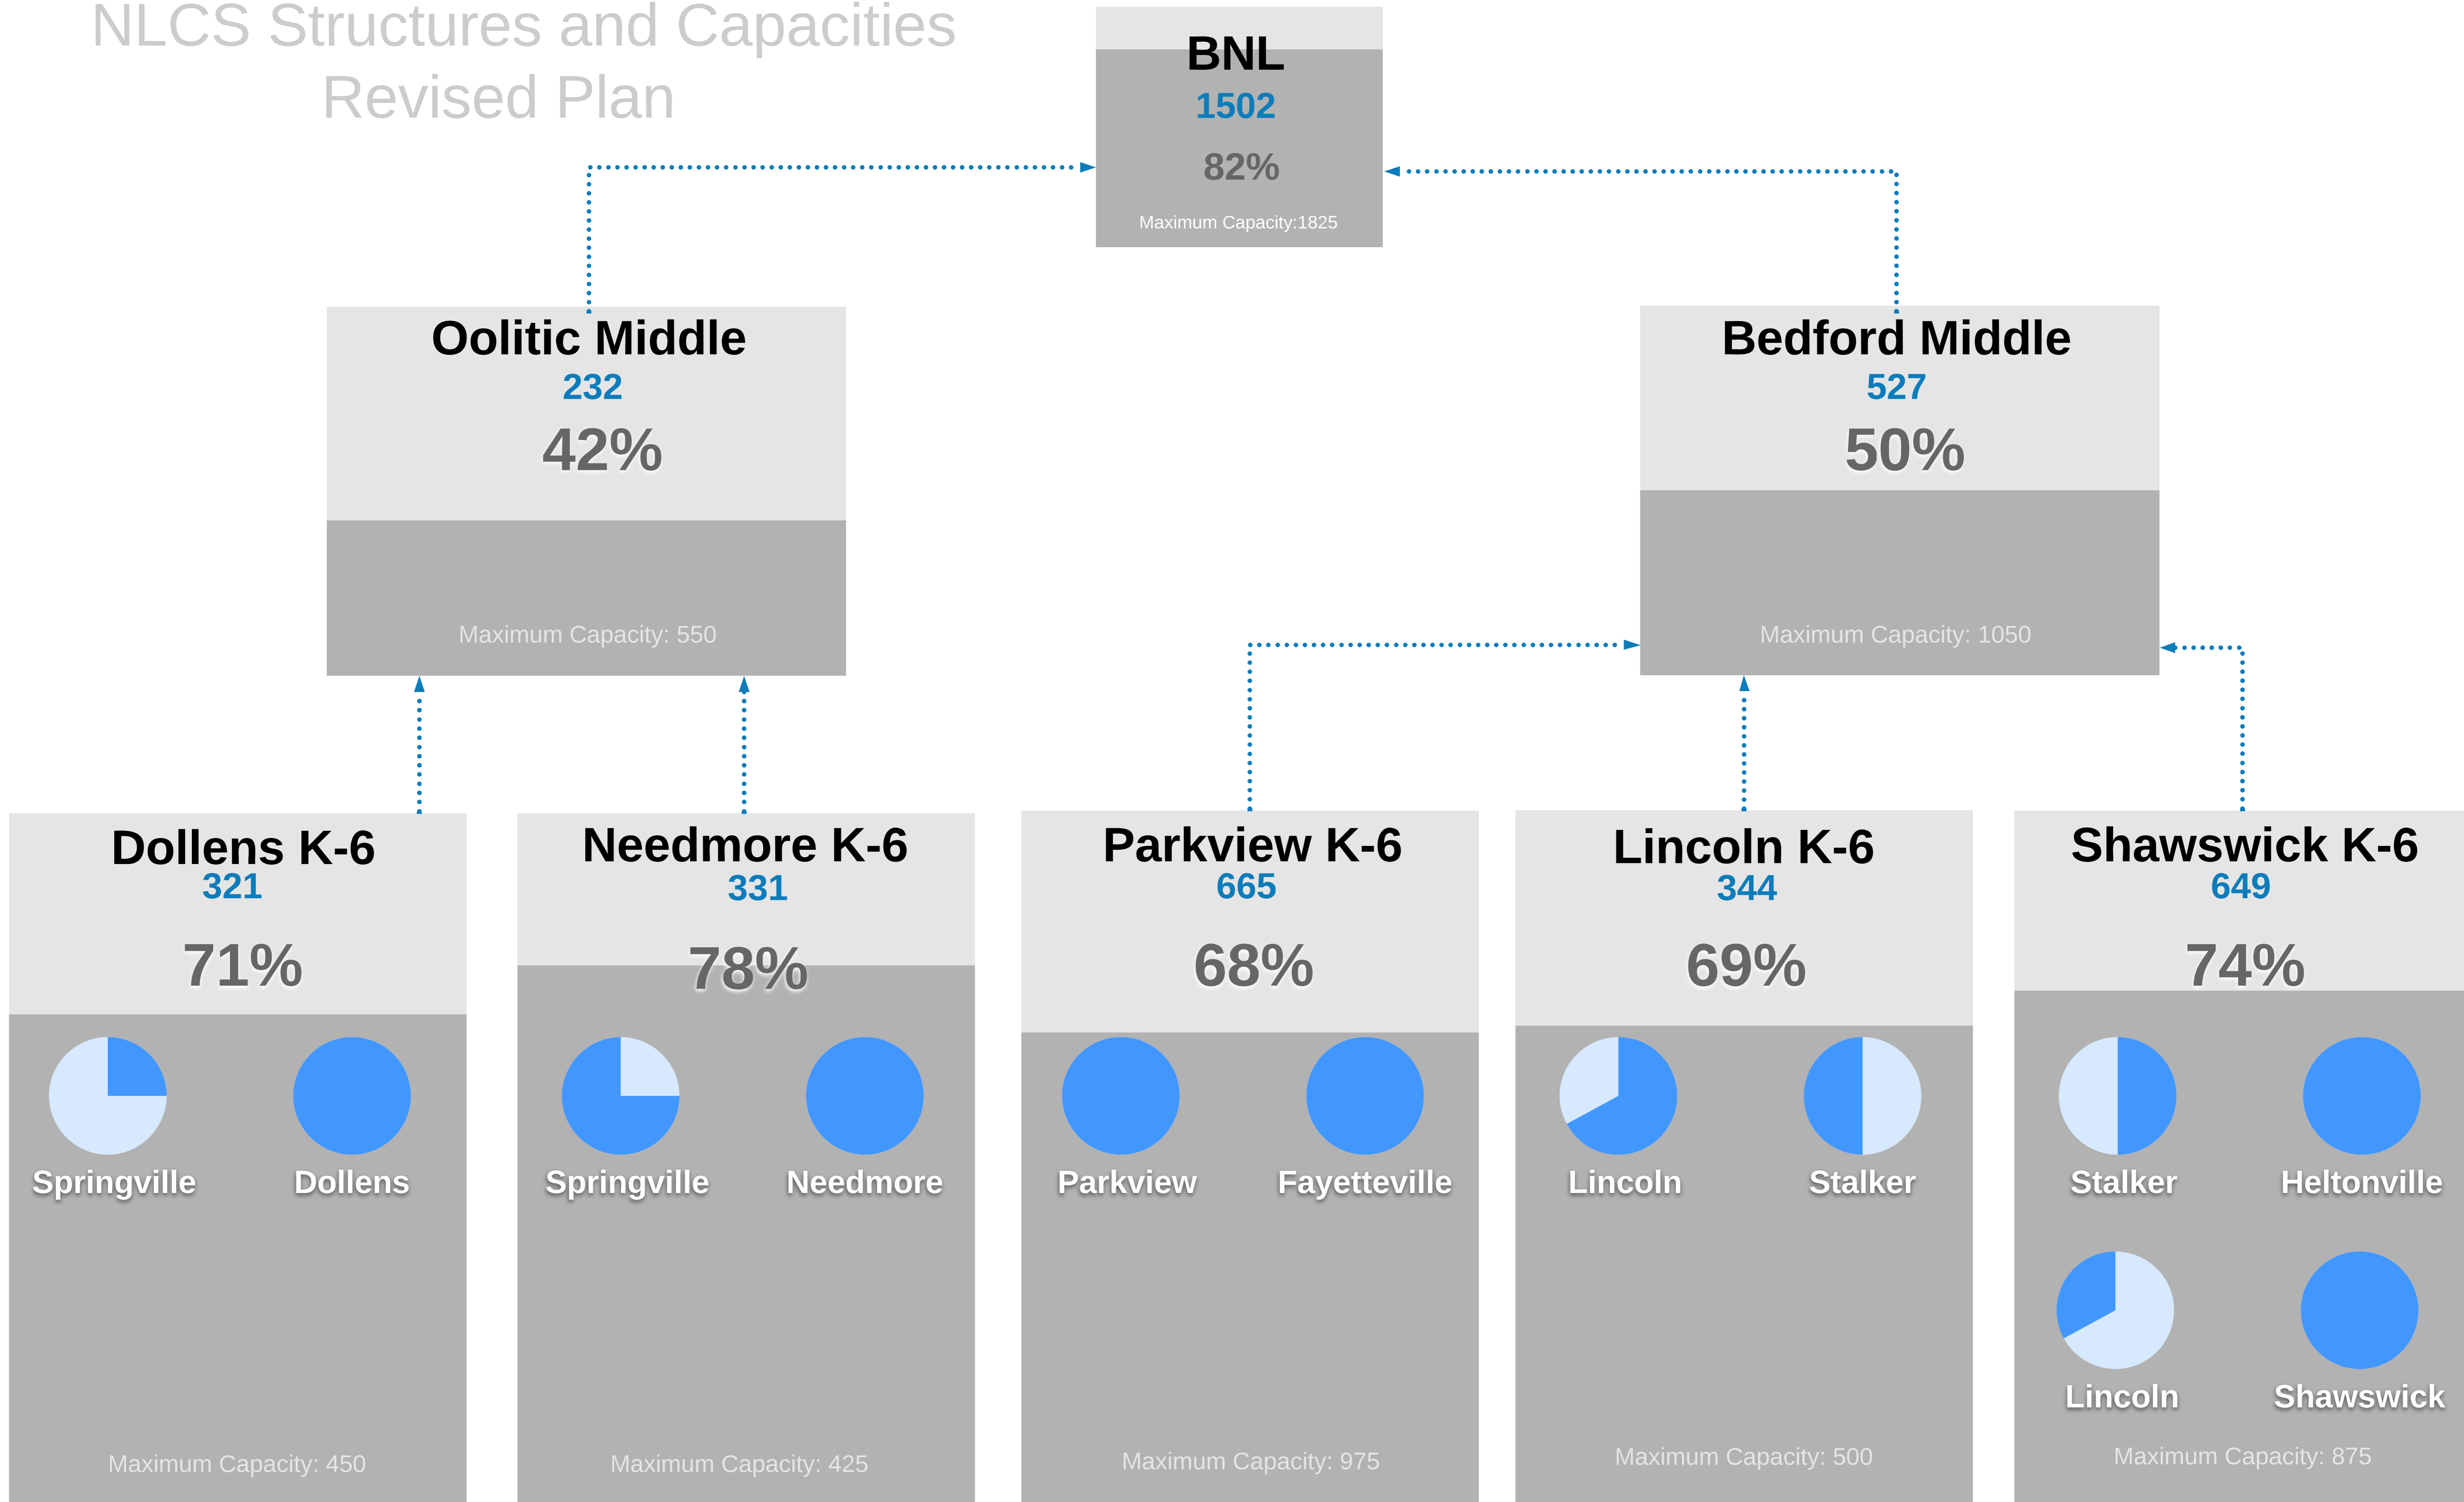 NLCS Structures and Capacities
Revised Plan
BNL
1502
82%
Maximum Capacity:1825
Oolitic Middle
232
42%
Maximum Capacity: 550
Bedford Middle
527
50%
Maximum Capacity: 1050
Dollens K-6
321
71%
Springville
Dollens
Maximum Capacity: 450
Needmore K-6
331
78%
Springville
Needmore
Maximum Capacity: 425
Parkview K-6
665
68%
Parkview
Fayetteville
Maximum Capacity: 975
Lincoln K-6
344
69%
Lincoln
Stalker
Maximum Capacity: 500
Shawswick K-6
649
74%
Stalker
Heltonville
Lincoln
Shawswick
Maximum Capacity: 875